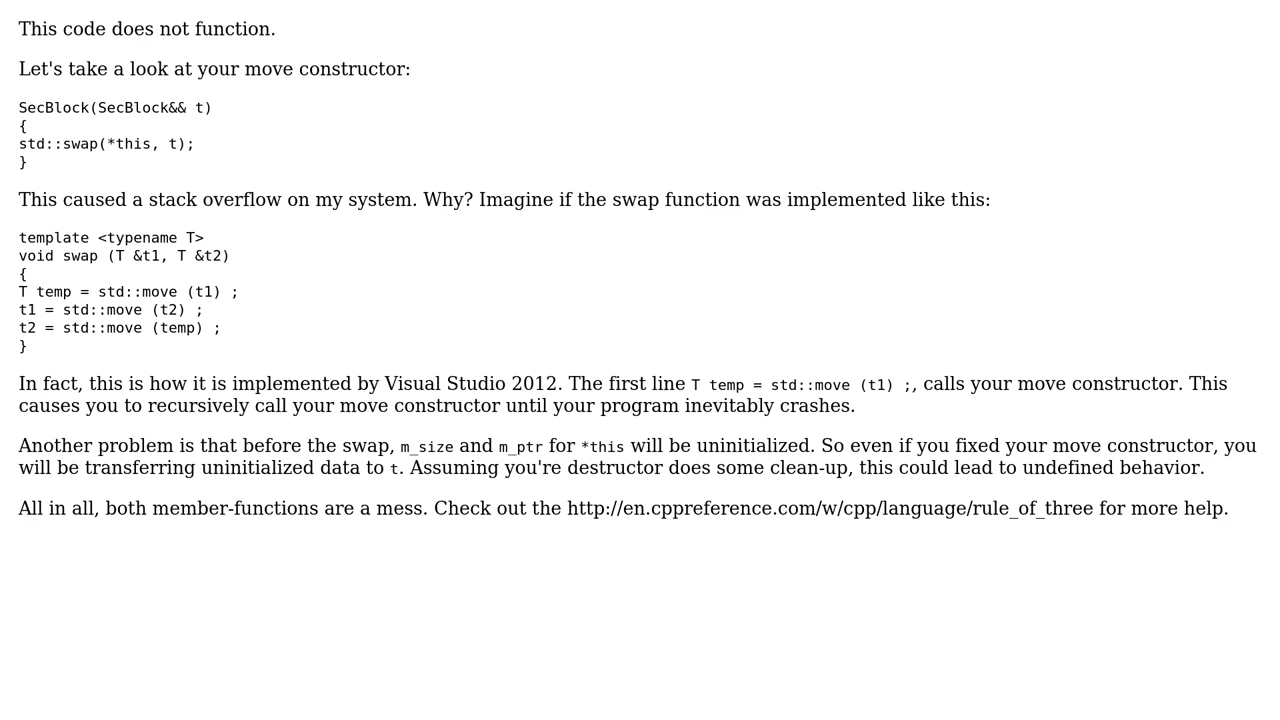 This code does not function.
Let's take a look at your move constructor:
SecBlock(SecBlock&& t)
{
std::swap(*this, t);
}
This caused a stack overflow on my system. Why? Imagine if the swap function was implemented like this:
template <typename T>
void swap (T &t1, T &t2)
{
T temp = std::move (t1) ;
t1 = std::move (t2) ;
t2 = std::move (temp) ;
}
In fact, this is how it is implemented by Visual Studio 2012. The first line T temp = std::move (t1) ;, calls your move constructor. This
causes you to recursively call your move constructor until your program inevitably crashes.
Another problem is that before the swap, m_size and m_ptr for *this will be uninitialized. So even if you fixed your move constructor, you
will be transferring uninitialized data to t. Assuming you're destructor does some clean-up, this could lead to undefined behavior.
All in all, both member-functions are a mess. Check out the http://en.cppreference.com/w/cpp/language/rule_of_three for more help.